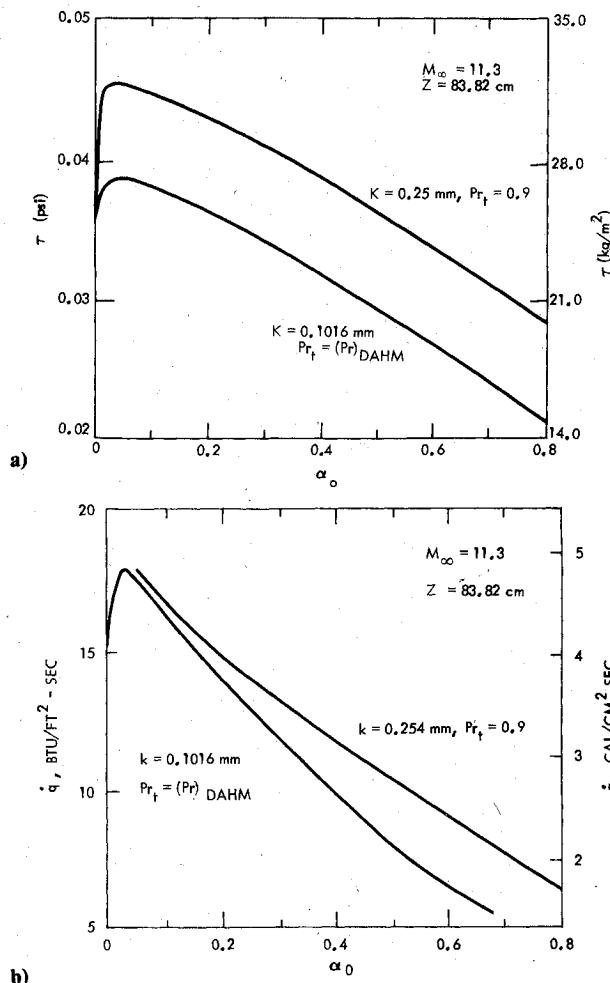 0.05
35.0
M∞ = 11.3
Z = 83.82 cm
0.04
28.0
τ (psi)
K = 0.25 mm, Prt = 0.9
τ (kg/m²)
0.03
21.0
K = 0.1016 mm
Prt = (Pr)DAHM
0.02
14.0
0 0.2 0.4 0.6 0.8
a)
αo
20
M∞ = 11.3
5
Z = 83.82 cm
15
4
q̇ , BTU/FT² - SEC
k = 0.254 mm, Prt = 0.9
k = 0.1016 mm
3
Prt = (Pr) DAHM
10
2
5
0 0.2 0.4 0.6 0.8
b)
α0